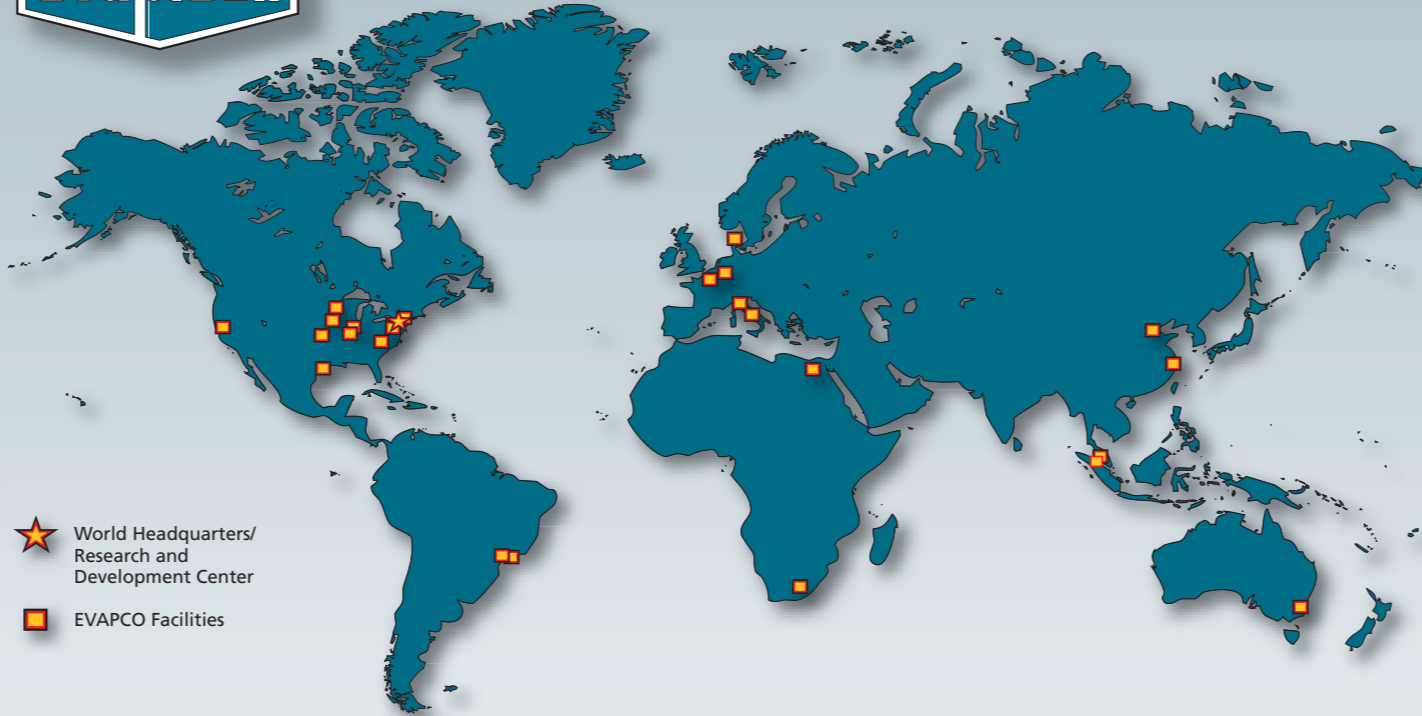 World Headquarters/
Research and
Development Center
EVAPCO Facilities